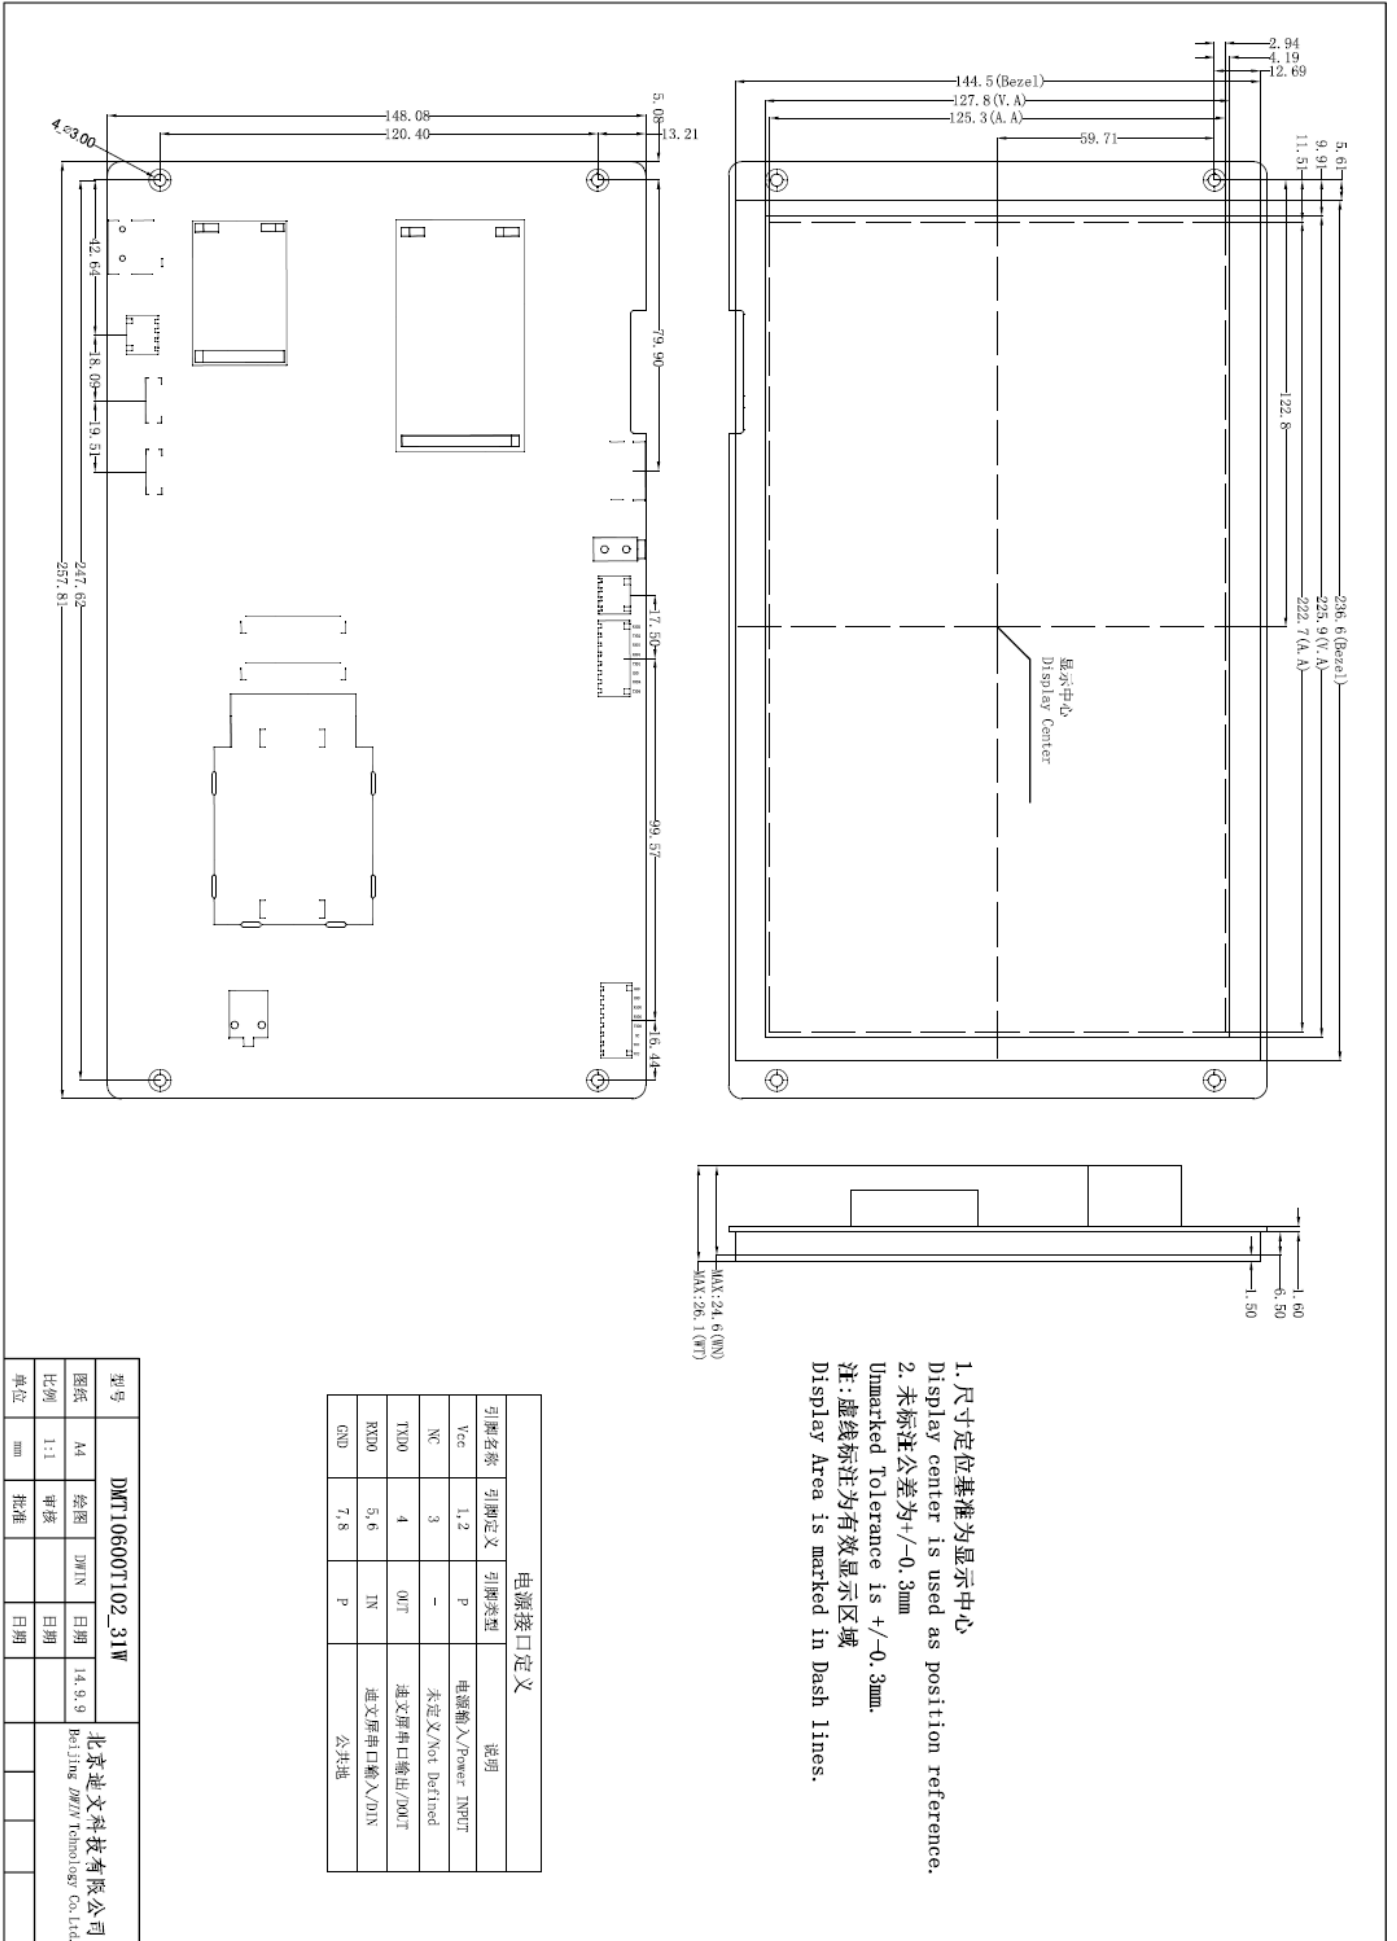 2.94
4.19
12.69
144.5(Bezel)
127.8(V.A)
125.3(A.A)
59.71
5.61
9.91
11.51
122.8
236.6(Bezel)
225.9(V.A)
222.7(A.A)
显示中心
Display Center
148.08
120.40
5.08
13.21
4_⌀3.00
42.64
18.09
19.51
79.90
17.50
99.57
16.44
247.62
257.81
1.60
6.50
1.50
MAX:24.6(WN)
MAX:26.1(WT)
1.尺寸定位基准为显示中心
Display center is used as position reference.
2.未标注公差为+/-0.3mm
Unmarked Tolerance is +/-0.3mm.
注:虚线标注为有效显示区域
Display Area is marked in Dash lines.
电源接口定义
引脚名称 引脚定义 引脚类型 说明
Vcc 1,2 P 电源输入/Power INPUT
NC 3 - 未定义/Not Defined
TXD0 4 OUT 迪文屏串口输出/DOUT
RXD0 5,6 IN 迪文屏串口输入/DIN
GND 7,8 P 公共地
型号 DMT10600T102_31W
图纸 A4 绘图 DWIN 日期 14.9.9
比例 1:1 审核 日期
单位 mm 批准 日期
北京迪文科技有限公司
Beijing DWIN Tchnology Co.Ltd.